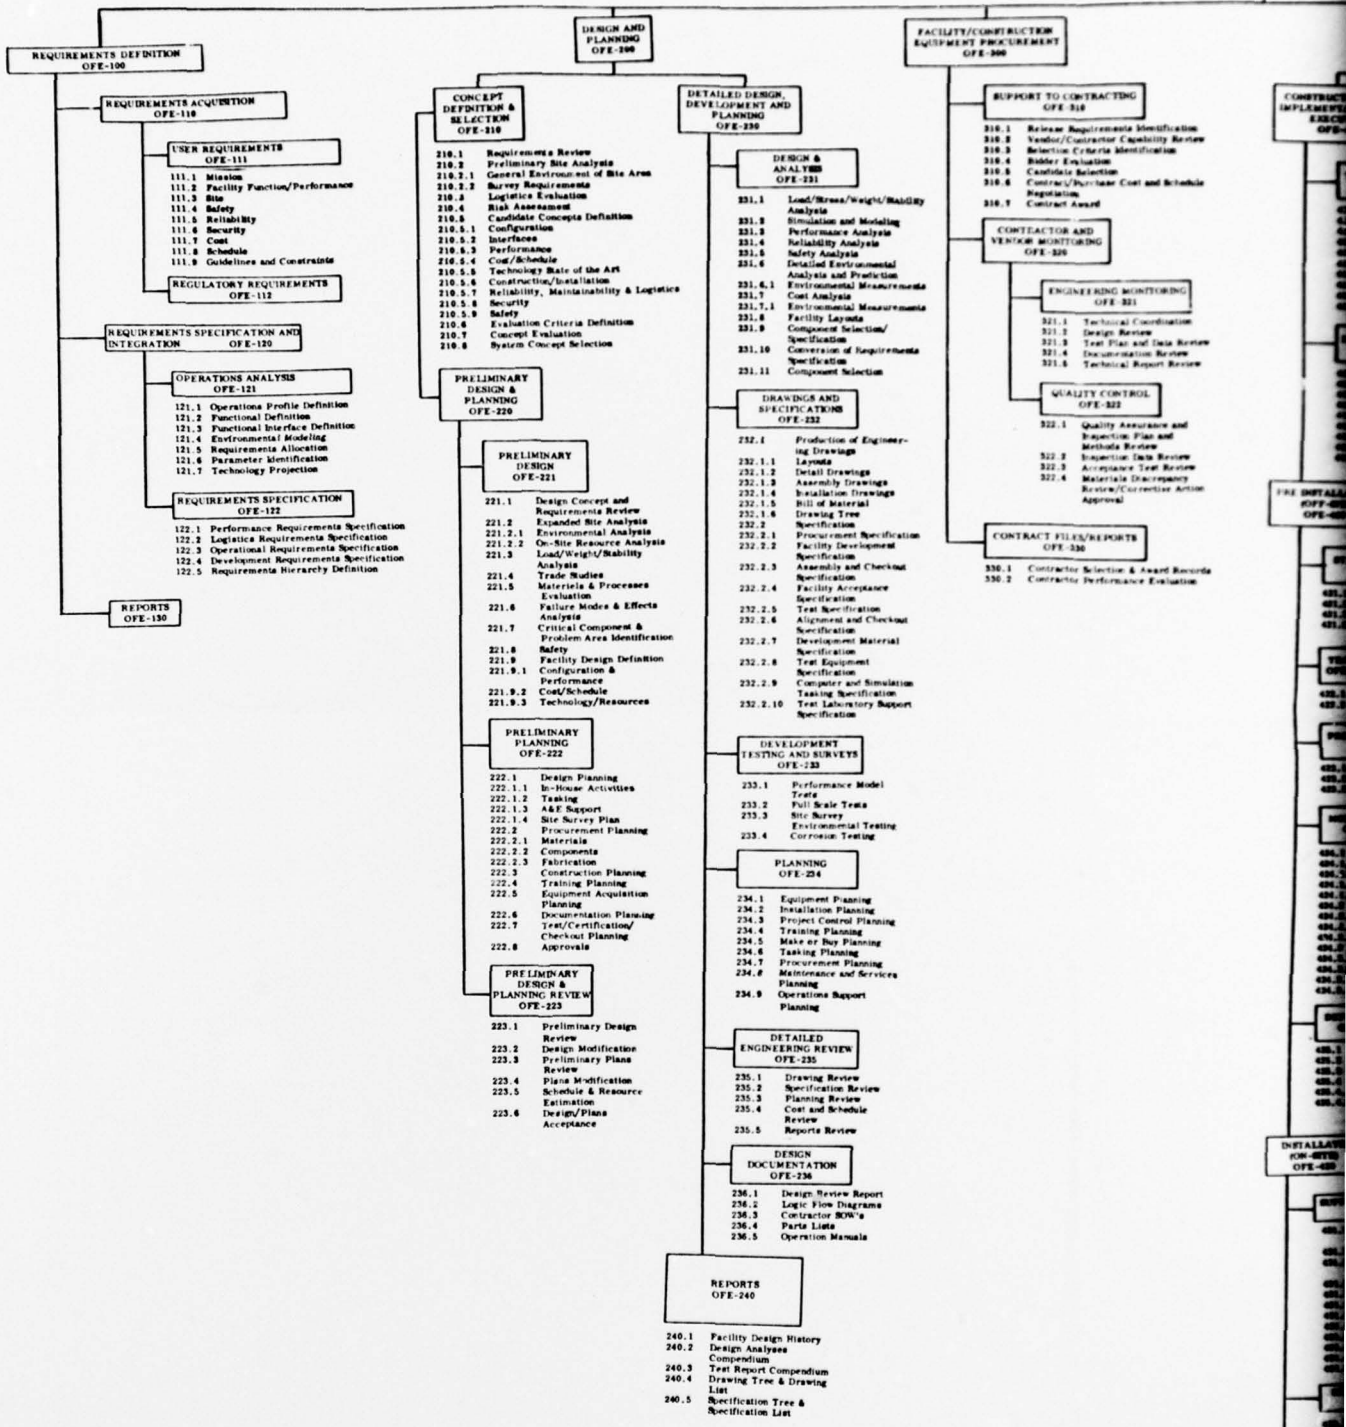 REQUIREMENTS DEFINITION
OFE-100
REQUIREMENTS ACQUISITION
OFE-110
USER REQUIREMENTS
OFE-111
111.1 Mission
111.2 Facility Function/Performance
111.3 Site
111.4 Safety
111.5 Reliability
111.6 Security
111.7 Cost
111.8 Schedule
111.9 Guidelines and Constraints
REGULATORY REQUIREMENTS
OFE-112
REQUIREMENTS SPECIFICATION AND
INTEGRATION OFE-120
OPERATIONS ANALYSIS
OFE-121
121.1 Operations Profile Definition
121.2 Functional Definition
121.3 Functional Interface Definition
121.4 Environmental Modeling
121.5 Requirements Allocation
121.6 Parameter Identification
121.7 Technology Projection
REQUIREMENTS SPECIFICATION
OFE-122
122.1 Performance Requirements Specification
122.2 Logistics Requirements Specification
122.3 Operational Requirements Specification
122.4 Development Requirements Specification
122.5 Requirements Hierarchy Definition
REPORTS
OFE-130
DESIGN AND
PLANNING
OFE-200
CONCEPT
DEFINITION &
SELECTION
OFE-210
210.1 Requirements Review
210.2 Preliminary Site Analysis
210.2.1 General Environment of Site Area
210.2.2 Survey Requirements
210.3 Logistics Evaluation
210.4 Risk Assessment
210.5 Candidate Concepts Definition
210.5.1 Configuration
210.5.2 Interfaces
210.5.3 Performance
210.5.4 Cost/Schedule
210.5.5 Technology State of the Art
210.5.6 Construction/Installation
210.5.7 Reliability, Maintainability & Logistics
210.5.8 Security
210.5.9 Safety
210.6 Evaluation Criteria Definition
210.7 Concept Evaluation
210.8 System Concept Selection
PRELIMINARY
DESIGN &
PLANNING
OFE-220
PRELIMINARY
DESIGN
OFE-221
221.1 Design Concept and
Requirements Review
221.2 Expanded Site Analysis
221.2.1 Environmental Analysis
221.2.2 On-Site Resource Analysis
221.3 Load/Weight/Stability
Analysis
221.4 Trade Studies
221.5 Materiels & Processes
Evaluation
221.6 Failure Modes & Effects
Analysis
221.7 Critical Component &
Problem Area Identification
221.8 Safety
221.9 Facility Design Definition
221.9.1 Configuration &
Performance
221.9.2 Cost/Schedule
221.9.3 Technology/Resources
PRELIMINARY
PLANNING
OFE-222
222.1 Design Planning
222.1.1 In-House Activities
222.1.2 Tasking
222.1.3 A&E Support
222.1.4 Site Survey Plan
222.2 Procurement Planning
222.2.1 Materials
222.2.2 Components
222.2.3 Fabrication
222.3 Construction Planning
222.4 Training Planning
222.5 Equipment Acquisition
Planning
222.6 Documentation Planning
222.7 Test/Certification/
Checkout Planning
222.8 Approvals
PRELIMINARY
DESIGN &
PLANNING REVIEW
OFE-223
223.1 Preliminary Design
Review
223.2 Design Modification
223.3 Preliminary Plans
Review
223.4 Plans Modification
223.5 Schedule & Resource
Estimation
223.6 Design/Plans
Acceptance
DETAILED DESIGN,
DEVELOPMENT AND
PLANNING
OFE-230
DESIGN &
ANALYSIS
OFE-231
231.1 Load/Stress/Weight/Stability
Analysis
231.2 Simulation and Modeling
231.3 Performance Analysis
231.4 Reliability Analysis
231.5 Safety Analysis
231.6 Detailed Environmental
Analysis and Prediction
231.6.1 Environmental Measurements
231.7 Cost Analysis
231.7.1 Environmental Measurements
231.8 Facility Layouts
231.9 Component Selection/
Specification
231.10 Conversion of Requirements
Specification
231.11 Component Selection
DRAWINGS AND
SPECIFICATIONS
OFE-232
232.1 Production of Engineer-
ing Drawings
232.1.1 Layouts
232.1.2 Detail Drawings
232.1.3 Assembly Drawings
232.1.4 Installation Drawings
232.1.5 Bill of Material
232.1.6 Drawing Tree
232.2 Specification
232.2.1 Procurement Specification
232.2.2 Facility Development
Specification
232.2.3 Assembly and Checkout
Specification
232.2.4 Facility Acceptance
Specification
232.2.5 Test Specification
232.2.6 Alignment and Checkout
Specification
232.2.7 Development Material
Specification
232.2.8 Test Equipment
Specification
232.2.9 Computer and Simulation
Tasking Specification
232.2.10 Test Laboratory Support
Specification
DEVELOPMENT
TESTING AND SURVEYS
OFE-233
233.1 Performance Model
Tests
233.2 Full Scale Tests
233.3 Site Survey
Environmental Testing
233.4 Corrosion Testing
PLANNING
OFE-234
234.1 Equipment Planning
234.2 Installation Planning
234.3 Project Control Planning
234.4 Training Planning
234.5 Make or Buy Planning
234.6 Tasking Planning
234.7 Procurement Planning
234.8 Maintenance and Services
Planning
234.9 Operations Support
Planning
DETAILED
ENGINEERING REVIEW
OFE-235
235.1 Drawing Review
235.2 Specification Review
235.3 Planning Review
235.4 Cost and Schedule
Review
235.5 Reports Review
DESIGN
DOCUMENTATION
OFE-236
236.1 Design Review Report
236.2 Logic Flow Diagrams
236.3 Contractor SOW's
236.4 Parts Lists
236.5 Operation Manuals
REPORTS
OFE-240
240.1 Facility Design History
240.2 Design Analyses
Compendium
240.3 Test Report Compendium
240.4 Drawing Tree & Drawing
List
240.5 Specification Tree &
Specification List
FACILITY/CONSTRUCTION
EQUIPMENT PROCUREMENT
OFE-300
SUPPORT TO CONTRACTING
OFE-310
310.1 Release Requirements Identification
310.2 Vendor/Contractor Capability Review
310.3 Selection Criteria Identification
310.4 Bidder Evaluation
310.5 Candidate Selection
310.6 Contract/Purchase Cost and Schedule
Negotiation
310.7 Contract Award
CONTRACTOR AND
VENDOR MONITORING
OFE-320
ENGINEERING MONITORING
OFE-321
321.1 Technical Coordination
321.2 Design Review
321.3 Test Plan and Data Review
321.4 Documentation Review
321.5 Technical Report Review
QUALITY CONTROL
OFE-322
322.1 Quality Assurance and
Inspection Plan and
Methods Review
322.2 Inspection Data Review
322.3 Acceptance Test Review
322.4 Materials Discrepancy
Review/Corrective Action
Approval
CONTRACT FILES/REPORTS
OFE-330
330.1 Contractor Selection & Award Records
330.2 Contractor Performance Evaluation